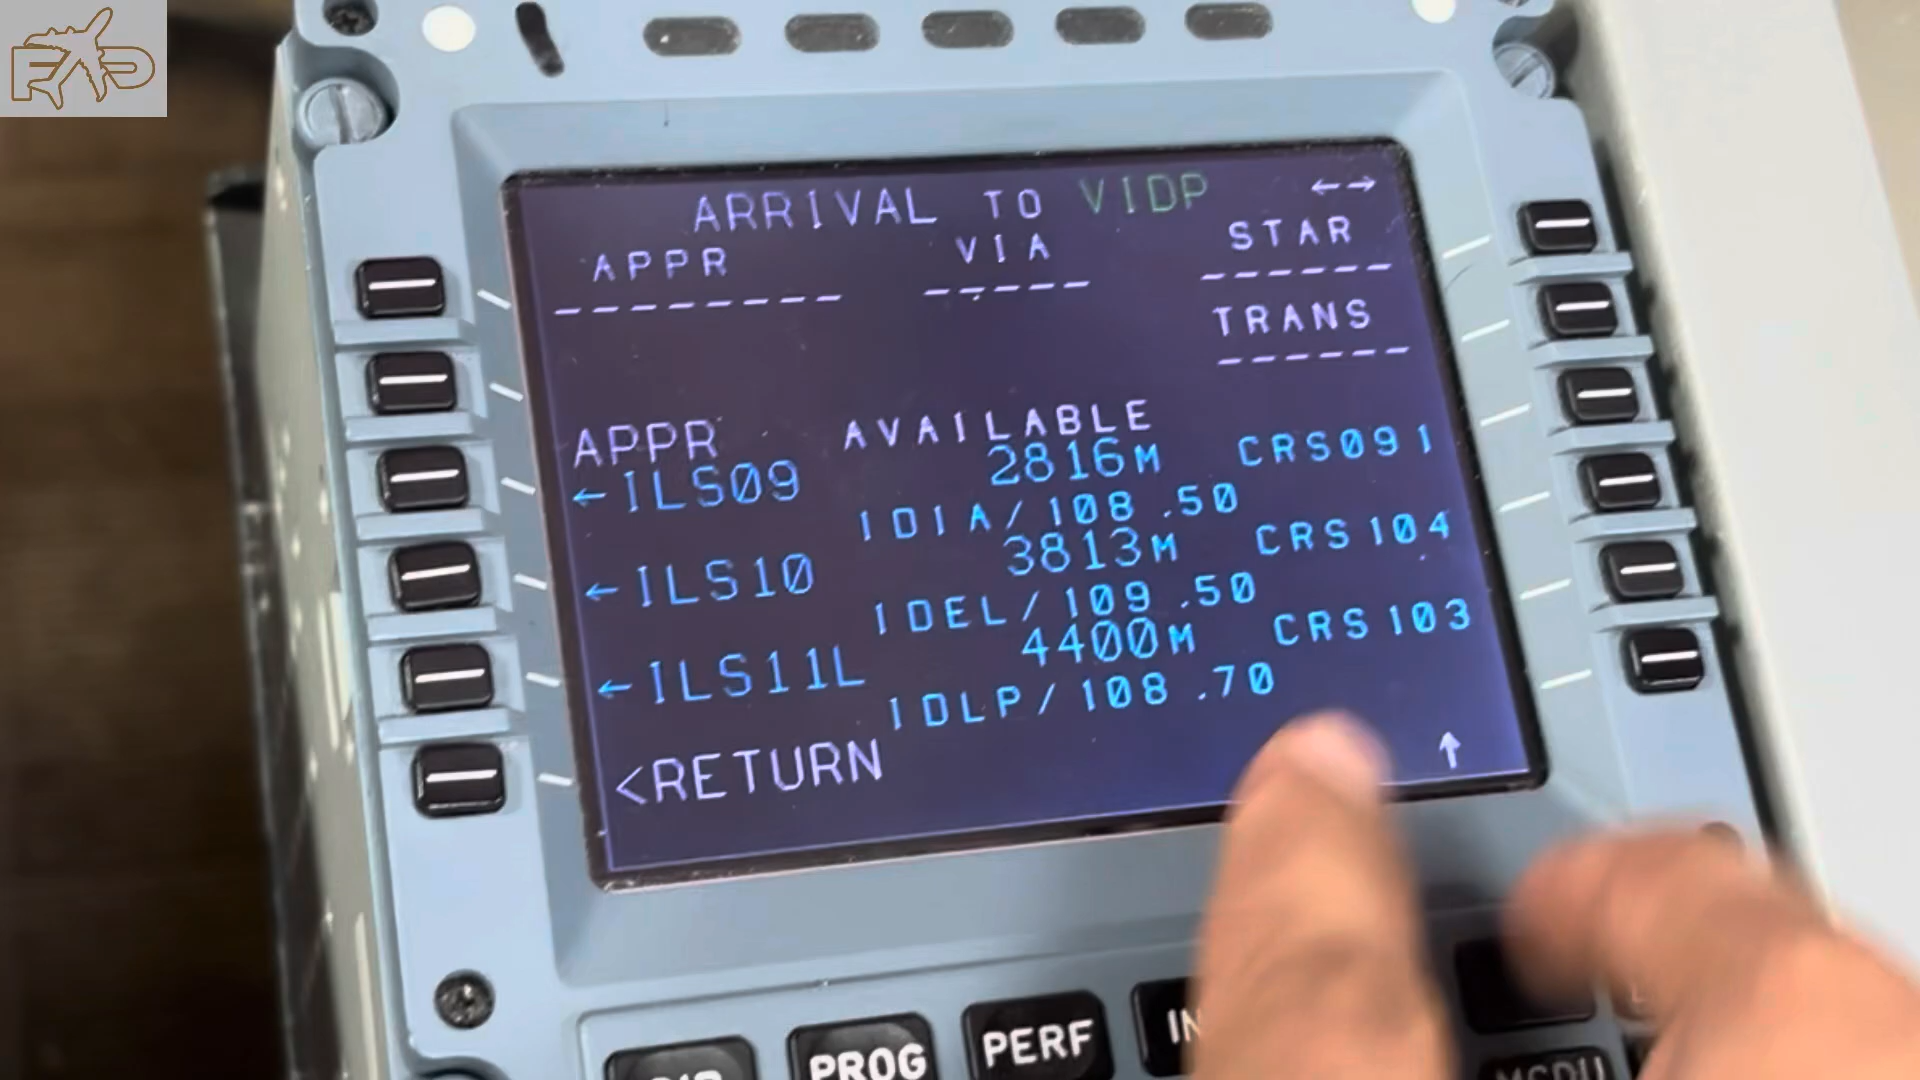 FAD
ARRIVAL TO VIDP ←→
APPR VIA STAR
-------- ------ ------
TRANS
------
APPR AVAILABLE
←ILS09 2816M CRS091
IDIA/108.50
←ILS10 3813M CRS104
IDEL/109.50
←ILS11L 4400M CRS103
IDLP/108.70
<RETURN ↑
PROG PERF
MCDU